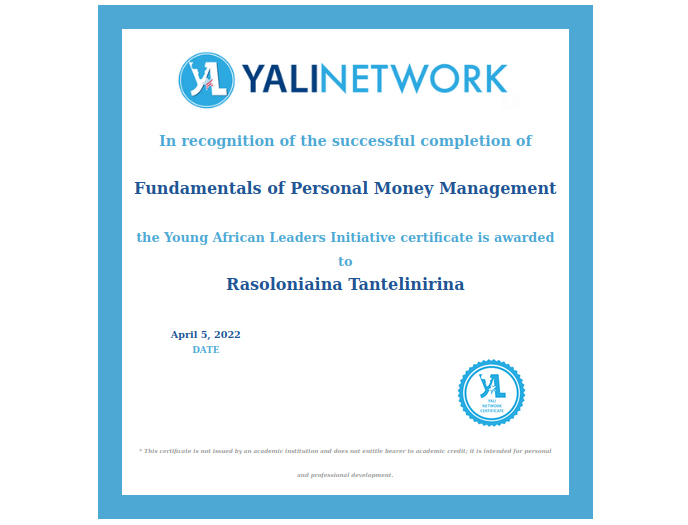 YALINETWORK
In recognition of the successful completion of
Fundamentals of Personal Money Management
the Young African Leaders Initiative certificate is awarded
to
Rasoloniaina Tantelinirina
April 5, 2022
DATE
YALI
NETWORK
CERTIFICATE
* This certificate is not issued by an academic institution and does not entitle bearer to academic credit; it is intended for personal
and professional development.